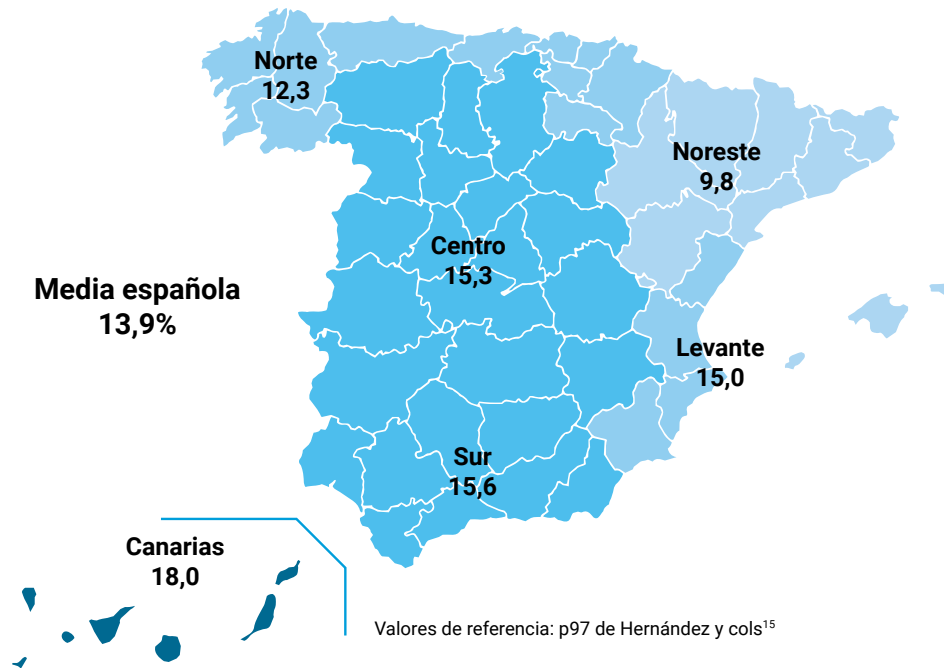 Norte
12,3
Noreste
9,8
Centro
15,3
Media española
13,9%
Levante
15,0
Sur
15,6
Canarias
18,0
Valores de referencia: p97 de Hernández y cols15